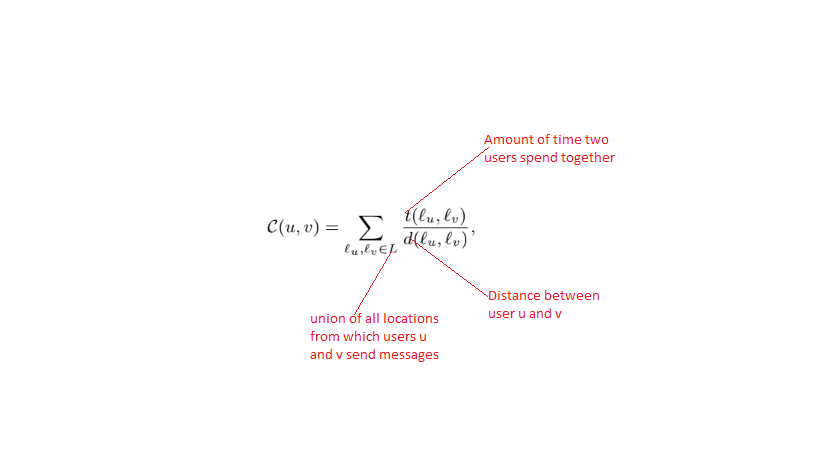 Amount of time two
users spend together
C(u, v) = ∑ t(ℓu, ℓv)
ℓu,ℓv∈L d(ℓu, ℓv),
Distance between
user u and v
union of all locations
from which users u
and v send messages